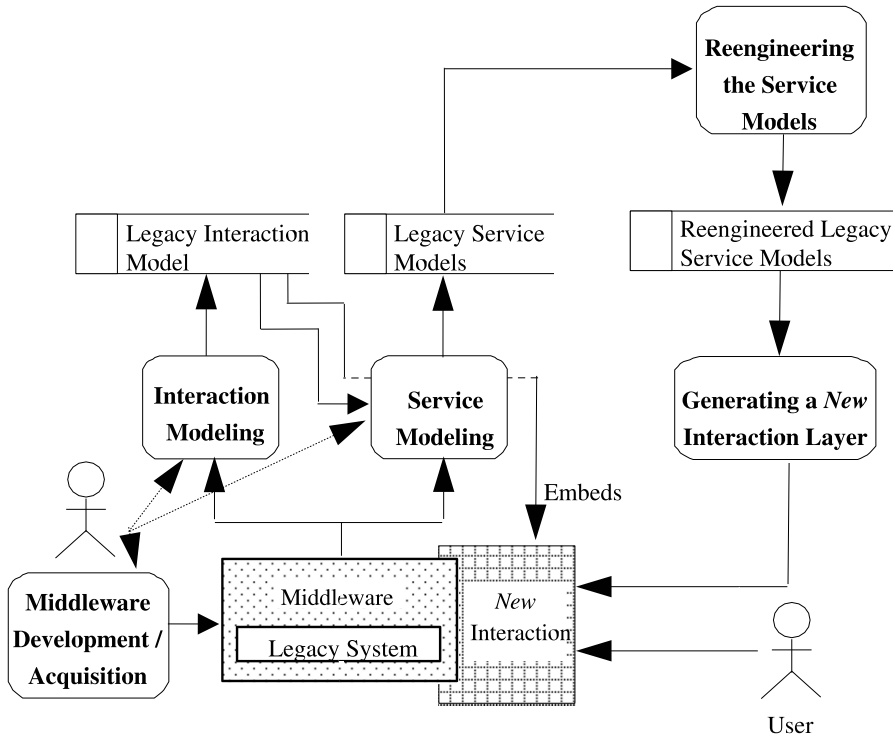 Reengineering
the Service
Models
Legacy Interaction
Model
Legacy Service
Models
Reengineered Legacy
Service Models
Interaction
Modeling
Service
Modeling
Generating a New
Interaction Layer
Embeds
Middleware
Development /
Acquisition
Middleware
Legacy System
New
Interaction
User